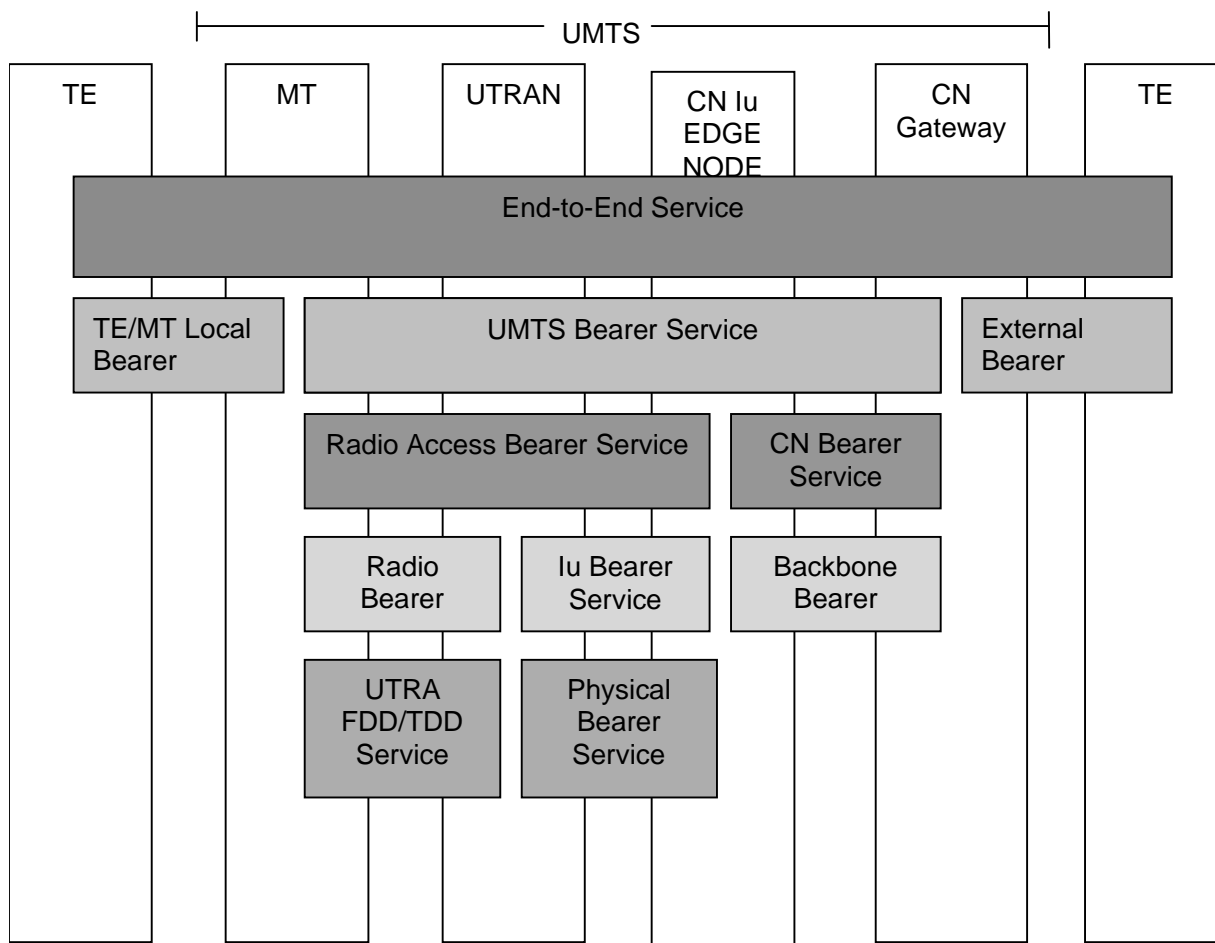 UMTS
TE
MT
UTRAN
CN Iu
EDGE
NODE
CN
Gateway
TE
End-to-End Service
TE/MT Local
Bearer
UMTS Bearer Service
External
Bearer
Radio Access Bearer Service
CN Bearer
Service
Radio
Bearer
Iu Bearer
Service
Backbone
Bearer
UTRA
FDD/TDD
Service
Physical
Bearer
Service